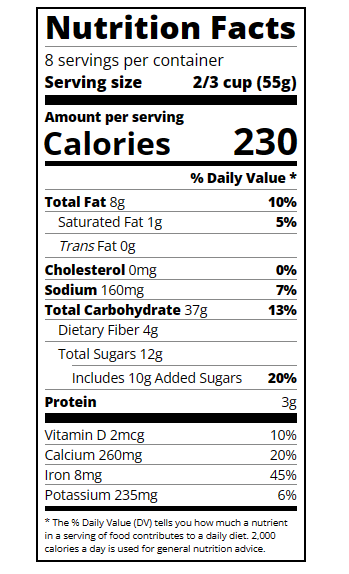 Nutrition Facts
8 servings per container
Serving size 2/3 cup (55g)
Amount per serving
Calories 230
% Daily Value *
Total Fat 8g 10%
Saturated Fat 1g 5%
Trans Fat 0g
Cholesterol 0mg 0%
Sodium 160mg 7%
Total Carbohydrate 37g 13%
Dietary Fiber 4g
Total Sugars 12g
Includes 10g Added Sugars 20%
Protein 3g
Vitamin D 2mcg 10%
Calcium 260mg 20%
Iron 8mg 45%
Potassium 235mg 6%
* The % Daily Value (DV) tells you how much a nutrient
in a serving of food contributes to a daily diet. 2,000
calories a day is used for general nutrition advice.